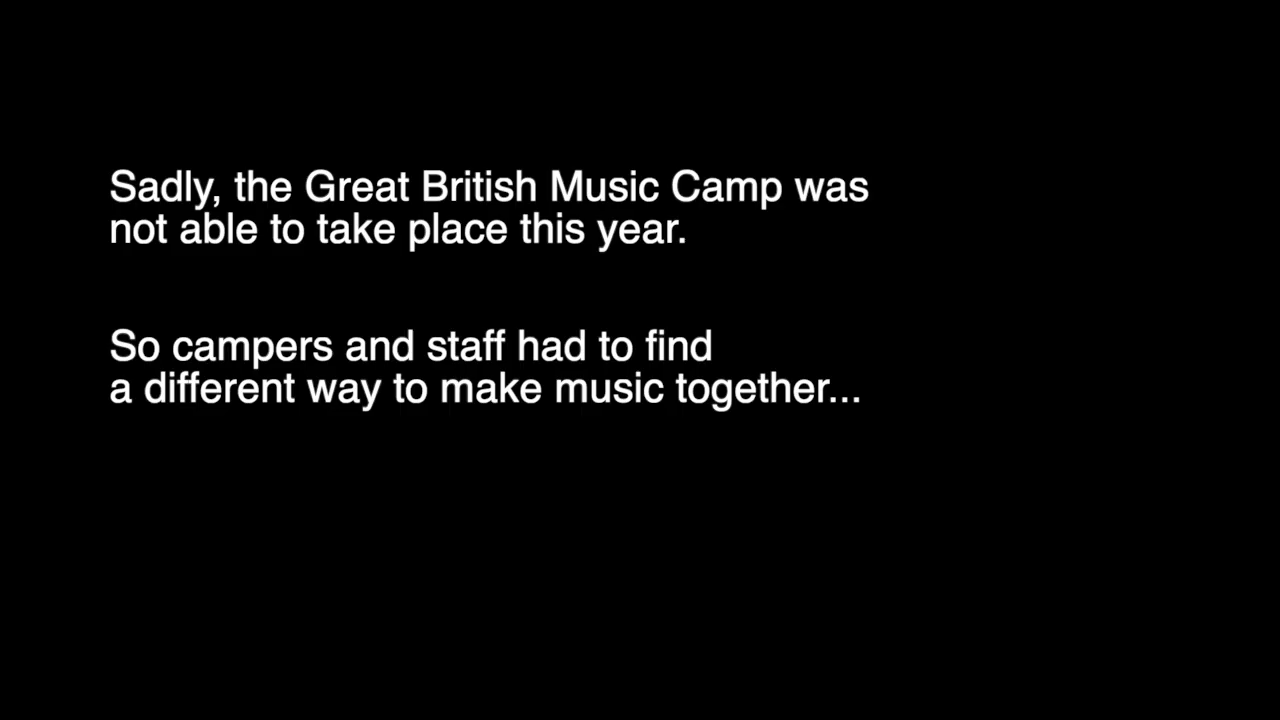 Sadly, the Great British Music Camp was
not able to take place this year.
So campers and staff had to find
a different way to make music together...